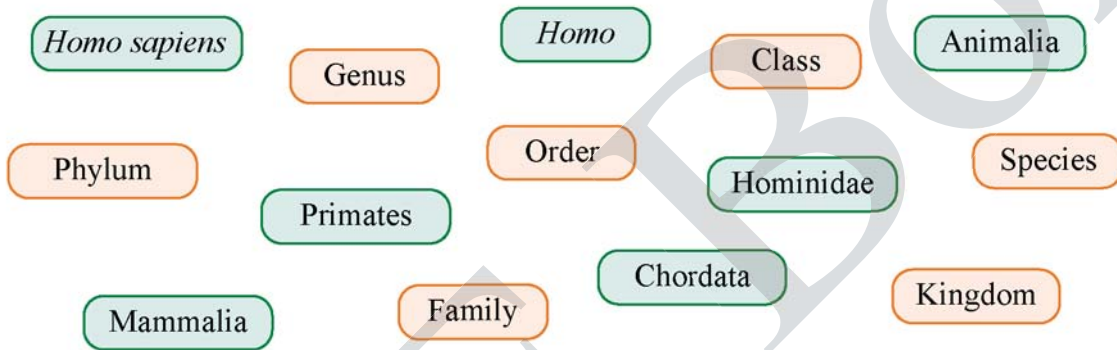 Homo sapiens
Homo
Animalia
Genus
Class
Phylum
Order
Species
Primates
Hominidae
Mammalia
Family
Chordata
Kingdom